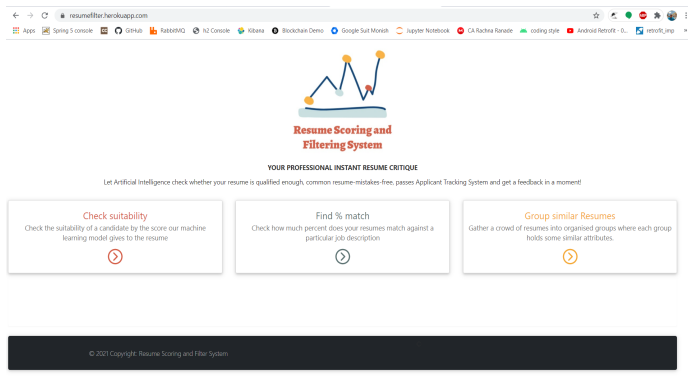 resumefilter.herokuapp.com
Apps Spring 5 console GitHub RabbitMQ h2 Console Kibana Blockchain Demo Google Suit Monish Jupyter Notebook CA Rachna Ranade coding style Android Retrofit - D... retrofit_imp »
Resume Scoring and
Filtering System
YOUR PROFESSIONAL INSTANT RESUME CRITIQUE
Let Artificial Intelligence check whether your resume is qualified enough, common resume-mistakes-free, passes Applicant Tracking System and get a feedback in a moment!
Check suitability
Check the suitability of a candidate by the score our machine
learning model gives to the resume
Find % match
Check how much percent does your resumes match against a
particular job description
Group similar Resumes
Gather a crowd of resumes into organised groups where each group
holds some similar attributes.
© 2021 Copyright: Resume Scoring and Filter System